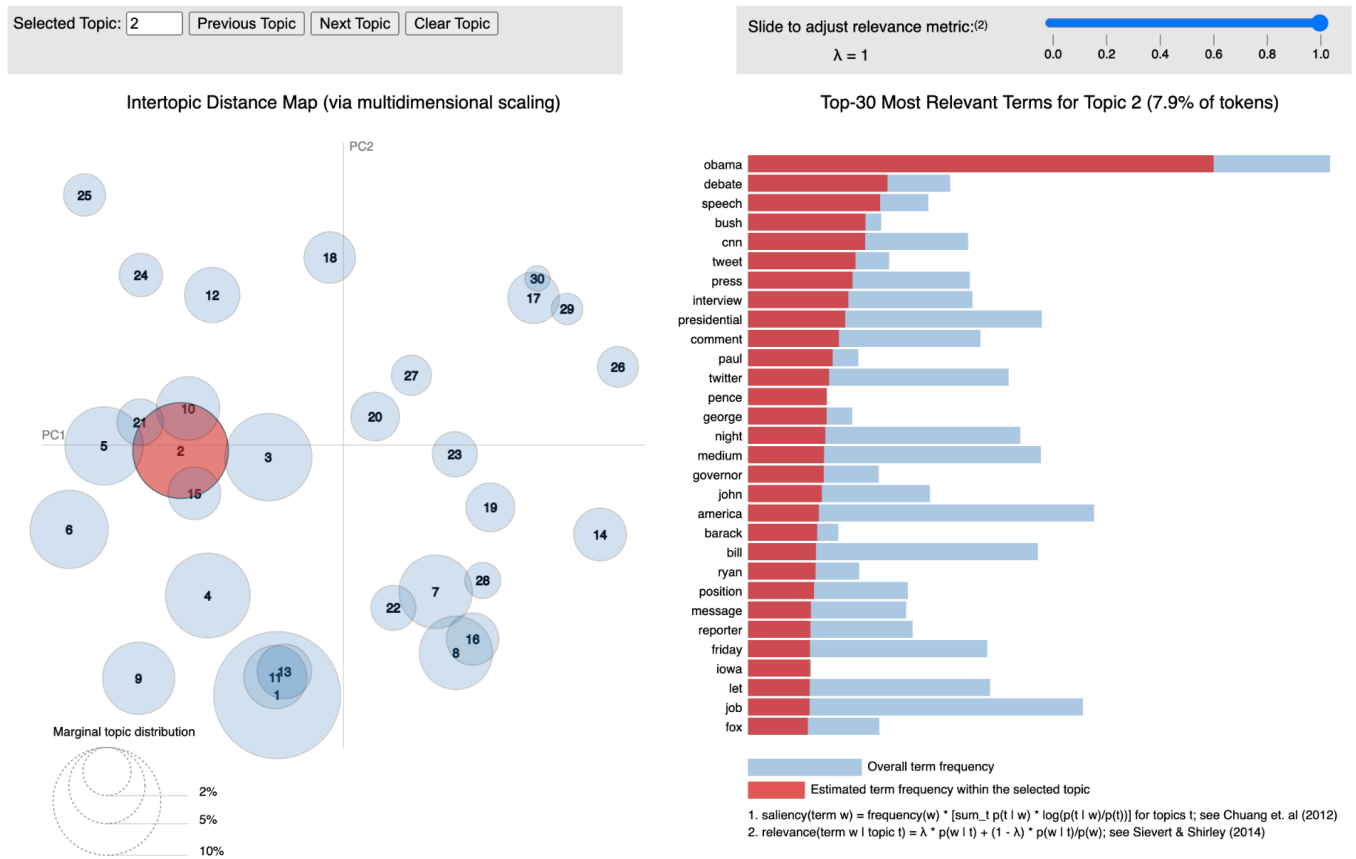 Selected Topic: 2 Previous Topic Next Topic Clear Topic
Slide to adjust relevance metric:(2)
λ = 1
0.0 0.2 0.4 0.6 0.8 1.0
Intertopic Distance Map (via multidimensional scaling)
PC2
PC1
25
18
24
12
30
17
29
26
27
10
20
21
5
2
3
23
15
19
6
14
4
7
28
22
16
8
9
13
11
1
Marginal topic distribution
2%
5%
10%
Top-30 Most Relevant Terms for Topic 2 (7.9% of tokens)
obama
debate
speech
bush
cnn
tweet
press
interview
presidential
comment
paul
twitter
pence
george
night
medium
governor
john
america
barack
bill
ryan
position
message
reporter
friday
iowa
let
job
fox
Overall term frequency
Estimated term frequency within the selected topic
1. saliency(term w) = frequency(w) * [sum_t p(t | w) * log(p(t | w)/p(t))] for topics t; see Chuang et. al (2012)
2. relevance(term w | topic t) = λ * p(w | t) + (1 - λ) * p(w | t)/p(w); see Sievert & Shirley (2014)